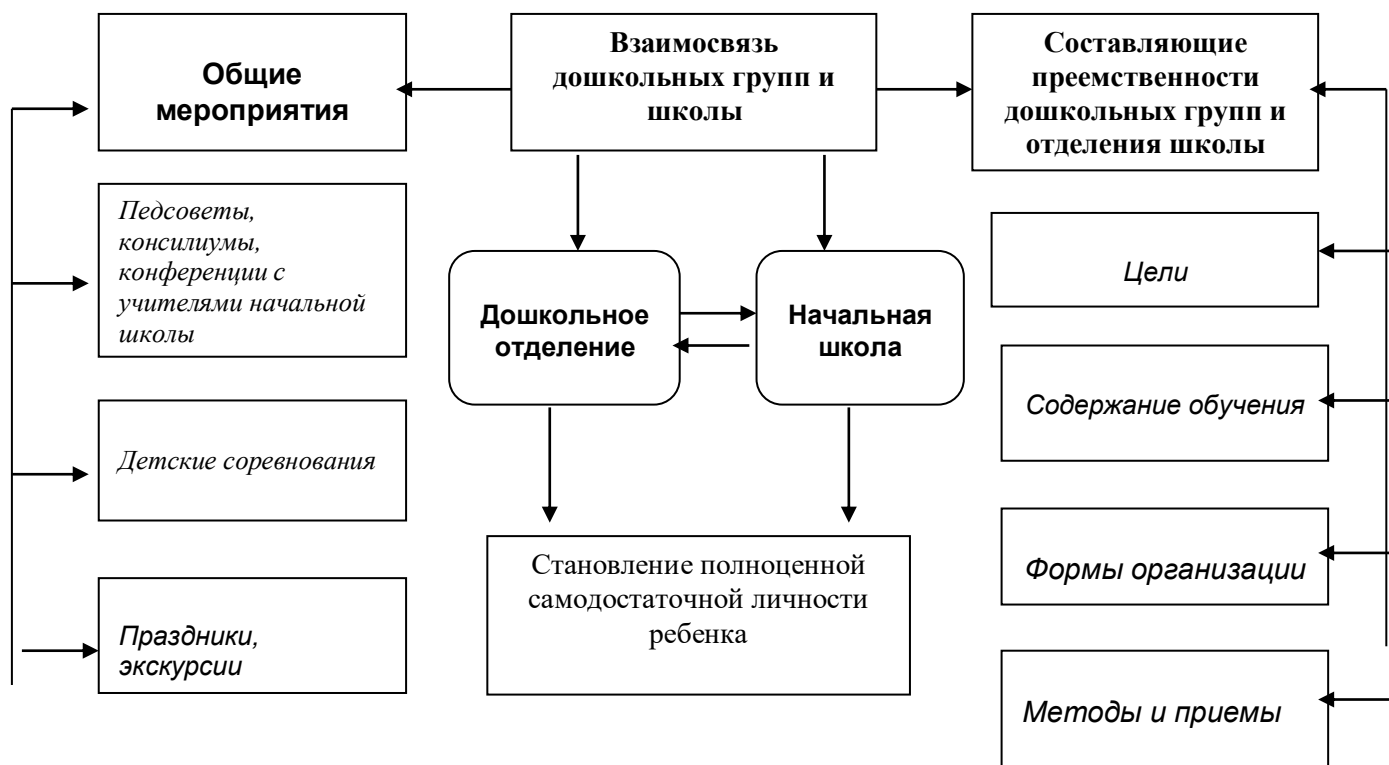 Общие
мероприятия
Взаимосвязь
дошкольных групп и
школы
Составляющие
преемственности
дошкольных групп и
отделения школы
Педсоветы,
консилиумы,
конференции с
учителями начальной
школы
Дошкольное
отделение
Начальная
школа
Цели
Содержание обучения
Детские соревнования
Становление полноценной
самодостаточной личности
ребенка
Формы организации
Праздники,
экскурсии
Методы и приемы